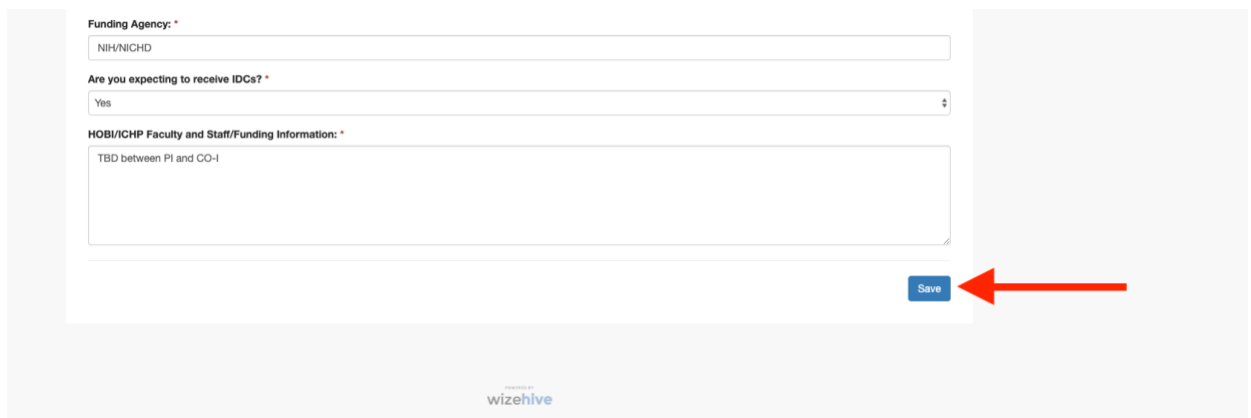 Funding Agency: *
NIH/NICHD
Are you expecting to receive IDCs? *
Yes
HOBI/ICHP Faculty and Staff/Funding Information: *
TBD between PI and CO-I
Save
POWERED BY
wizehive